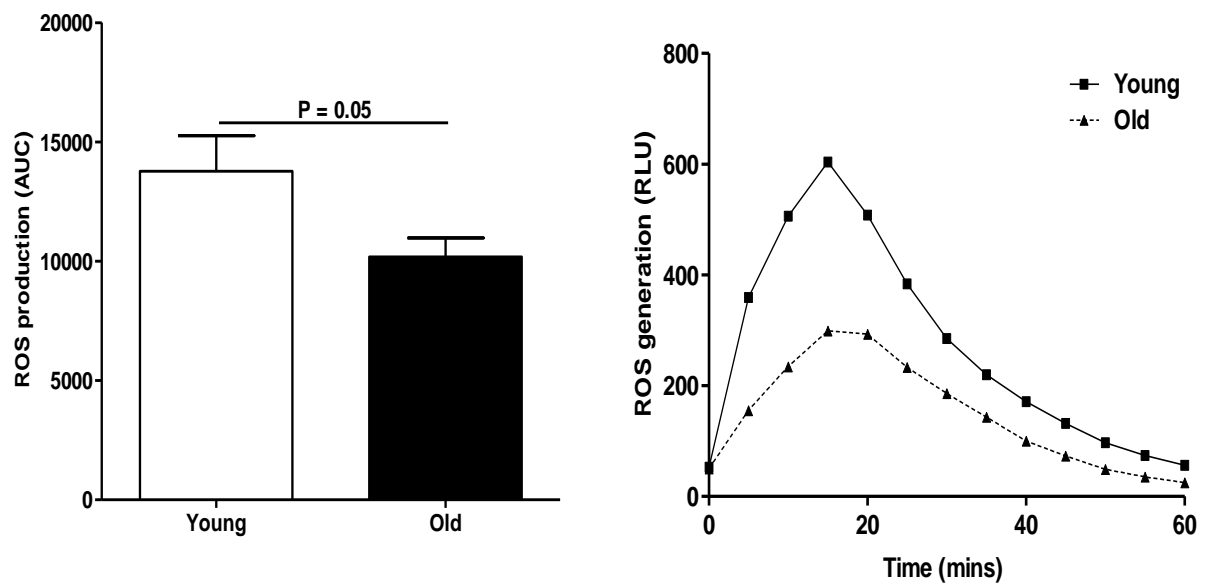 ROS production (AUC)
20000
15000
10000
5000
0
P = 0.05
Young
Old
ROS generation (RLU)
800
600
400
200
0
Young
Old
0
20
40
60
Time (mins)